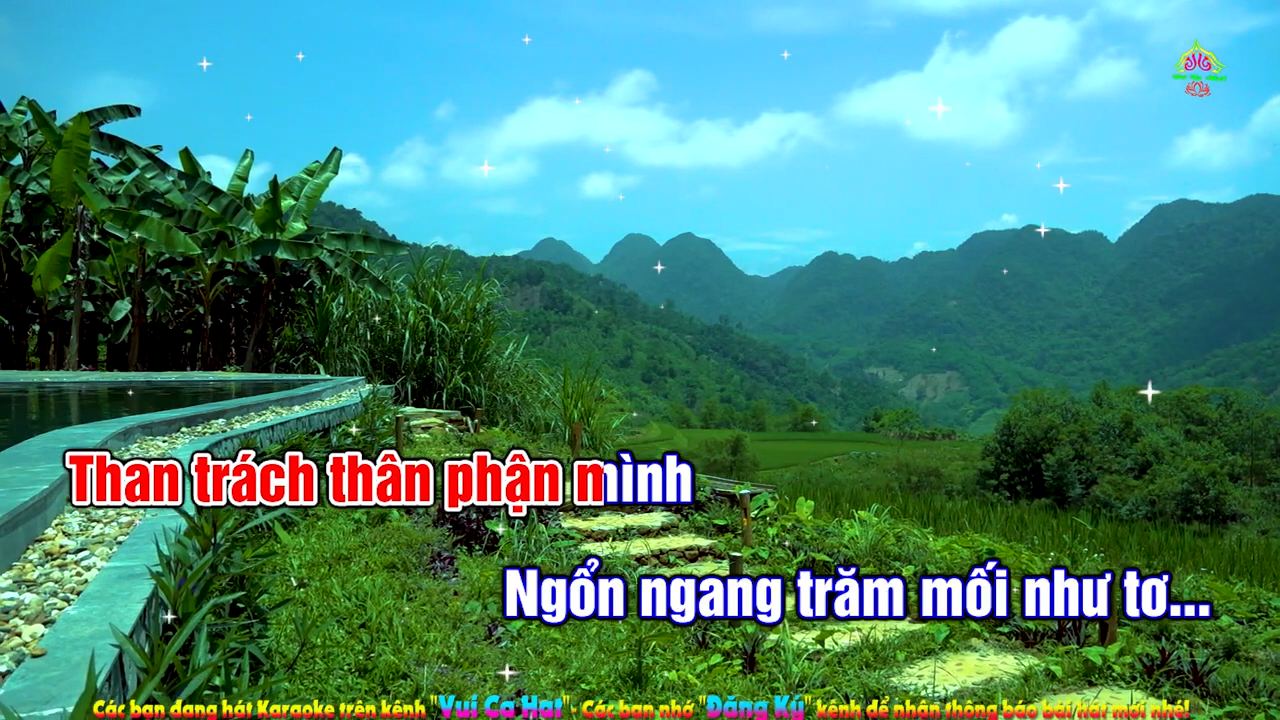 Than trách thân phận mình
Ngổn ngang trăm mối như tơ...
Các bạn đang hát Karaoke trên kênh "Vui Ca Hat"- Các bạn nhớ "Đăng Ký" kênh để nhận thông báo bài hát mới nhé!